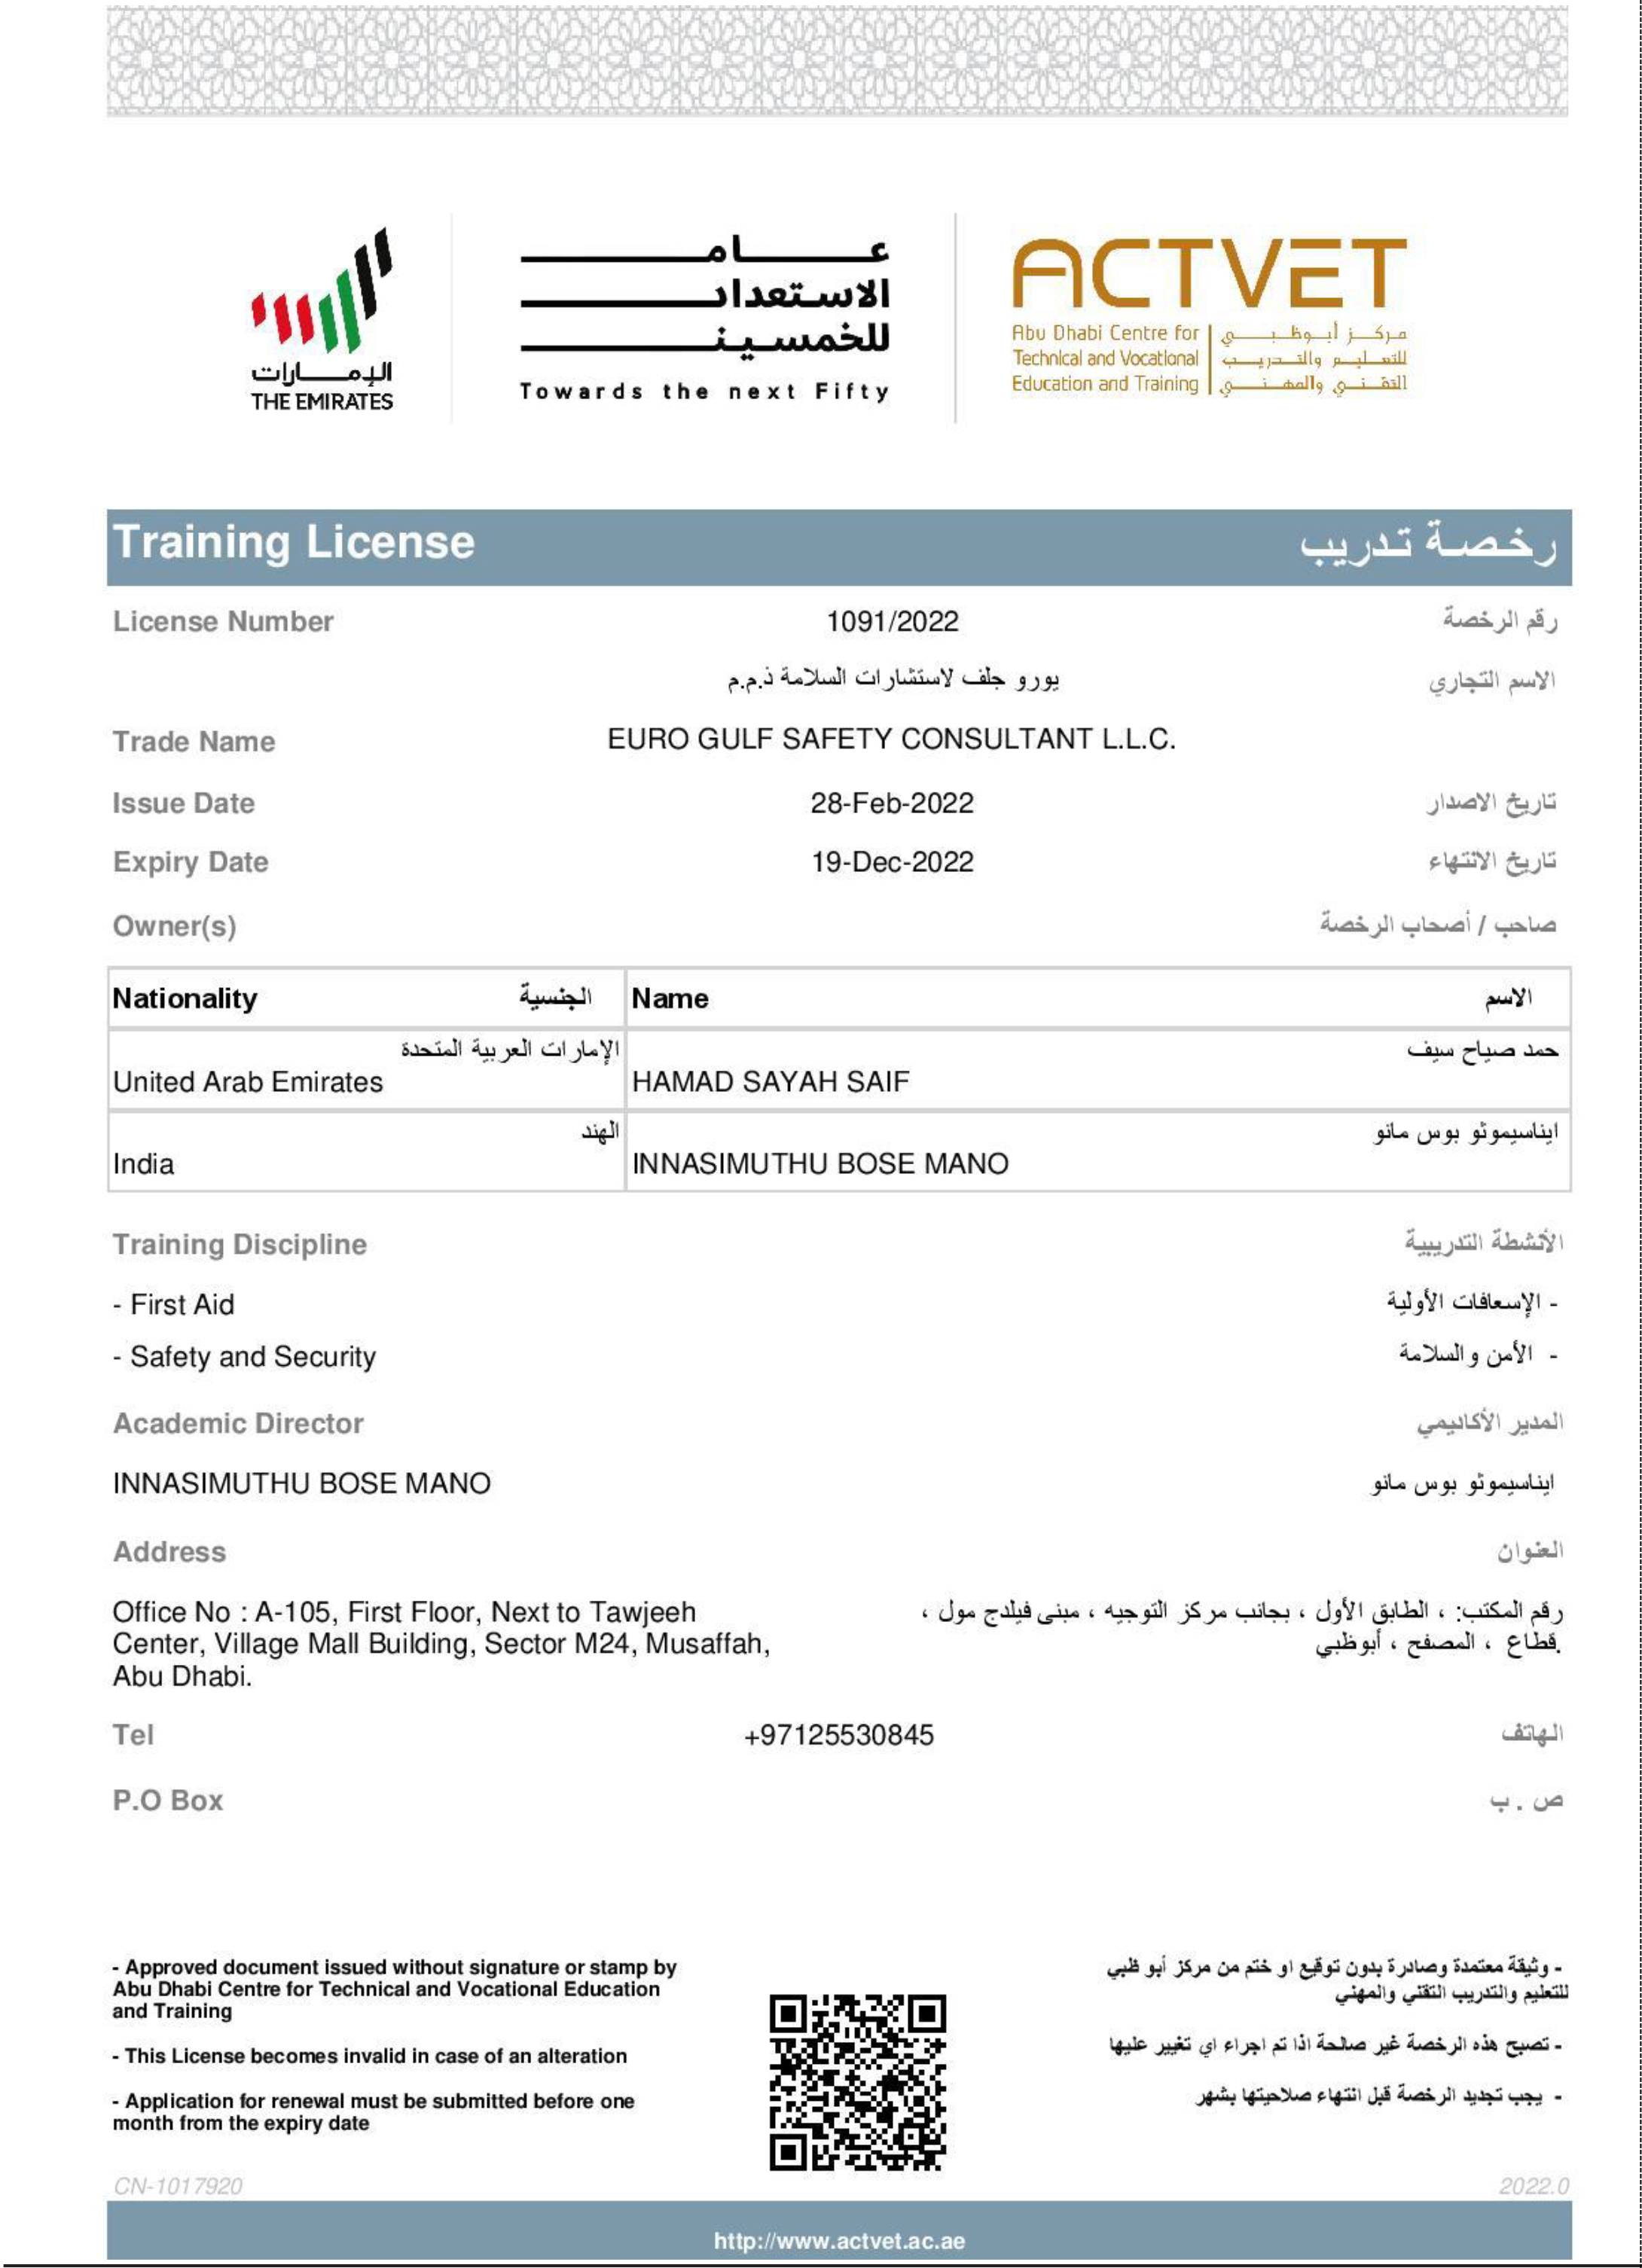 الإمارات
THE EMIRATES
عام
الاستعداد
للخمسين
Towards the next Fifty
ACTVET
Abu Dhabi Centre for
Technical and Vocational
Education and Training
مركز أبوظبي
للتعليم والتدريب
التقني والمهني
Training License رخصة تدريب
License Number 1091/2022 رقم الرخصة
يورو جلف لاستشارات السلامة ذ.م.م الاسم التجاري
Trade Name EURO GULF SAFETY CONSULTANT L.L.C.
Issue Date 28-Feb-2022 تاريخ الاصدار
Expiry Date 19-Dec-2022 تاريخ الانتهاء
Owner(s) صاحب / أصحاب الرخصة
Nationality الجنسية Name الاسم
الإمارات العربية المتحدة حمد صياح سيف
United Arab Emirates HAMAD SAYAH SAIF
الهند ايناسيموثو بوس مانو
India INNASIMUTHU BOSE MANO
Training Discipline الأنشطة التدريبية
- First Aid - الإسعافات الأولية
- Safety and Security - الأمن والسلامة
Academic Director المدير الأكاديمي
INNASIMUTHU BOSE MANO ايناسيموثو بوس مانو
Address العنوان
Office No : A-105, First Floor, Next to Tawjeeh
Center, Village Mall Building, Sector M24, Musaffah,
Abu Dhabi.
رقم المكتب: ، الطابق الأول ، بجانب مركز التوجيه ، مبنى فيلدج مول ،
قطاع ، المصفح ، أبوظبي.
Tel +97125530845 الهاتف
P.O Box ص . ب
- Approved document issued without signature or stamp by
Abu Dhabi Centre for Technical and Vocational Education
and Training
- This License becomes invalid in case of an alteration
- Application for renewal must be submitted before one
month from the expiry date
- وثيقة معتمدة وصادرة بدون توقيع او ختم من مركز أبو ظبي
للتعليم والتدريب التقني والمهني
- تصبح هذه الرخصة غير صالحة اذا تم اجراء اي تغيير عليها
- يجب تجديد الرخصة قبل انتهاء صلاحيتها بشهر
CN-1017920 2022.0
http://www.actvet.ac.ae